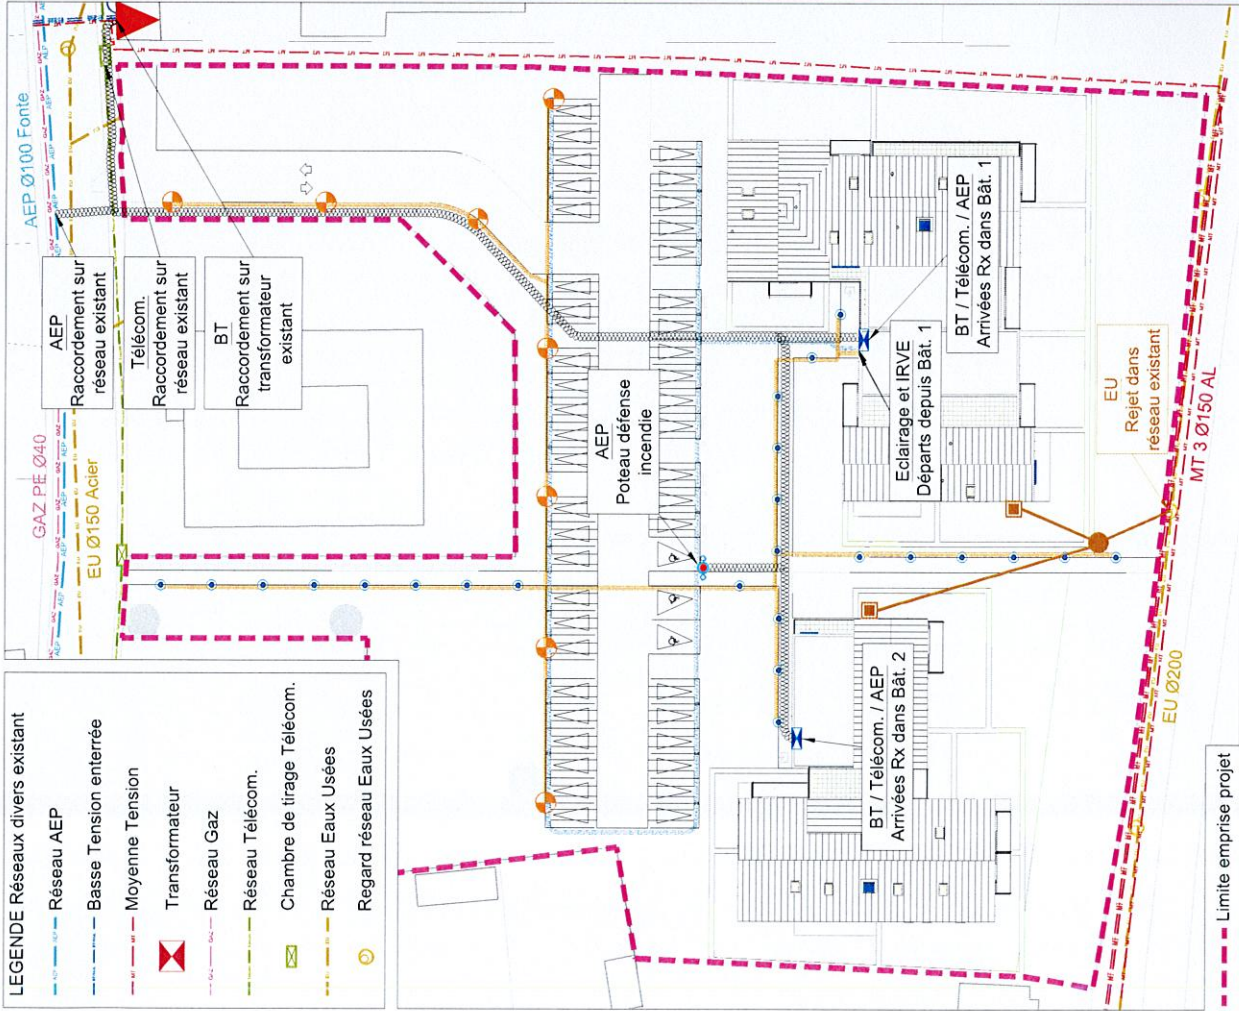 LEGENDE Réseaux divers existant
Réseau AEP
Basse Tension enterrée
Moyenne Tension
Transformateur
Réseau Gaz
Réseau Télécom.
Chambre de tirage Télécom.
Réseau Eaux Usées
Regard réseau Eaux Usées
GAZ PE Ø40
EU Ø150 Acier
AEP Ø100 Fonte
AEP
Raccordement sur
réseau existant
Télécom.
Raccordement sur
réseau existant
BT
Raccordement sur
transformateur
existant
AEP
Poteau défense
incendie
BT / Télécom. / AEP
Arrivées Rx dans Bât. 2
Eclairage et IRVE
Départs depuis Bât. 1
BT / Télécom. / AEP
Arrivées Rx dans Bât. 1
EU
Rejet dans
réseau existant
EU Ø200
MT 3 Ø150 AL
Limite emprise projet